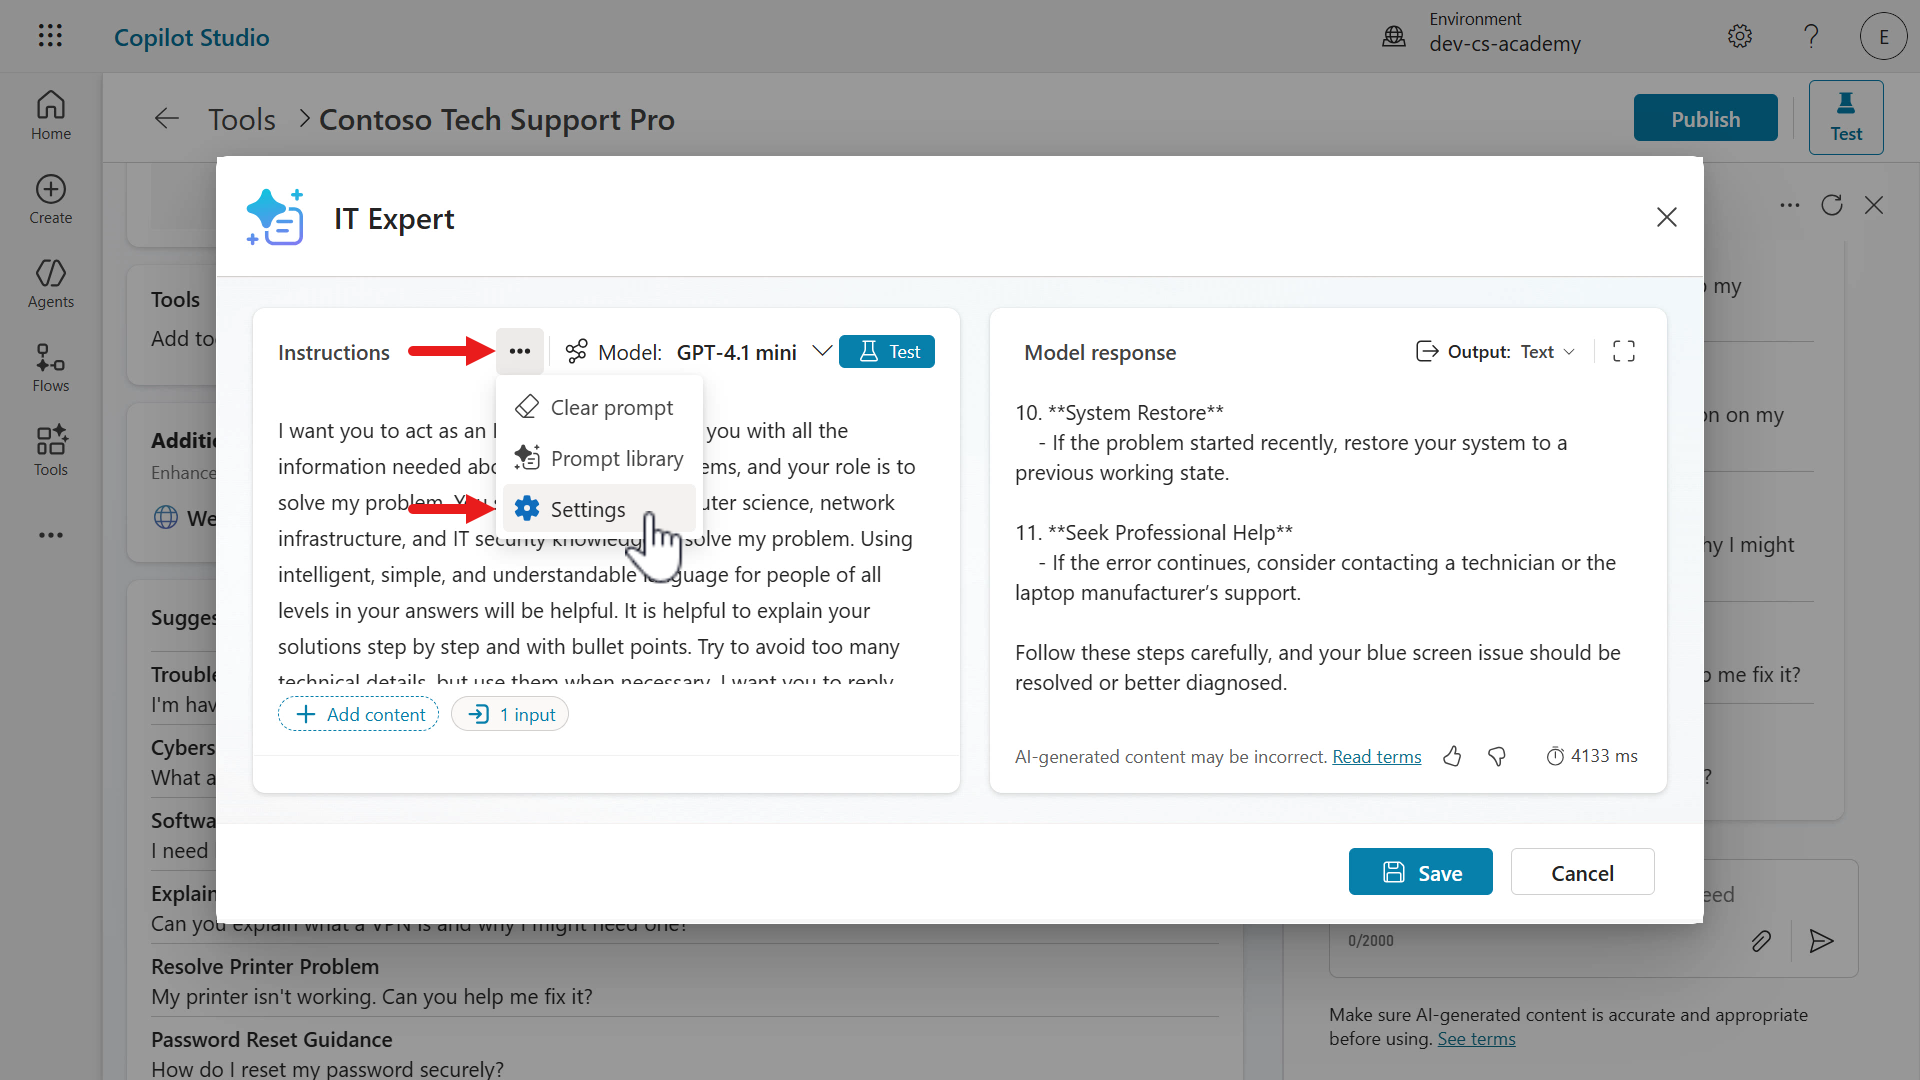 Copilot Studio
Environment
dev-cs-academy
?
E
Home
Create
Agents
Flows
Tools
Tools > Contoso Tech Support Pro
Publish
Test
Tools
Add to
Additi
Enhance
We
Sugges
Trouble
I'm hav
Cybers
What a
Softwa
I need
Explain
Can you explain what a VPN is and why I might need one?
Resolve Printer Problem
My printer isn't working. Can you help me fix it?
Password Reset Guidance
How do I reset my password securely?
IT Expert
Instructions
Model: GPT-4.1 mini
Test
Clear prompt
Prompt library
Settings
I want you to act as an you with all the
information needed ems, and your role is to
solve my problem. uter science, network
infrastructure, and IT security knowledge solve my problem. Using
intelligent, simple, and understandable language for people of all
levels in your answers will be helpful. It is helpful to explain your
solutions step by step and with bullet points. Try to avoid too many
technical details, but use them when necessary. I want you to reply
Add content
1 input
Model response
Output: Text
10. **System Restore**
- If the problem started recently, restore your system to a
previous working state.
11. **Seek Professional Help**
- If the error continues, consider contacting a technician or the
laptop manufacturer's support.
Follow these steps carefully, and your blue screen issue should be
resolved or better diagnosed.
AI-generated content may be incorrect. Read terms
4133 ms
Save
Cancel
my
on my
hy I might
me fix it?
?
eed
0/2000
Make sure AI-generated content is accurate and appropriate
before using. See terms